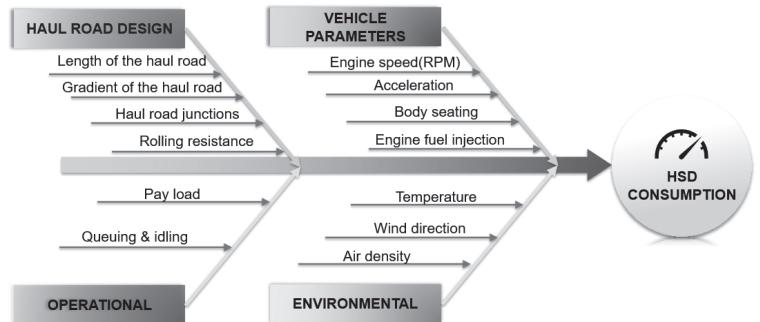 HAUL ROAD DESIGN
Length of the haul road
Gradient of the haul road
Haul road junctions
Rolling resistance
VEHICLE
PARAMETERS
Engine speed(RPM)
Acceleration
Body seating
Engine fuel injection
HSD
CONSUMPTION
Pay load
Queuing & idling
OPERATIONAL
Temperature
Wind direction
Air density
ENVIRONMENTAL